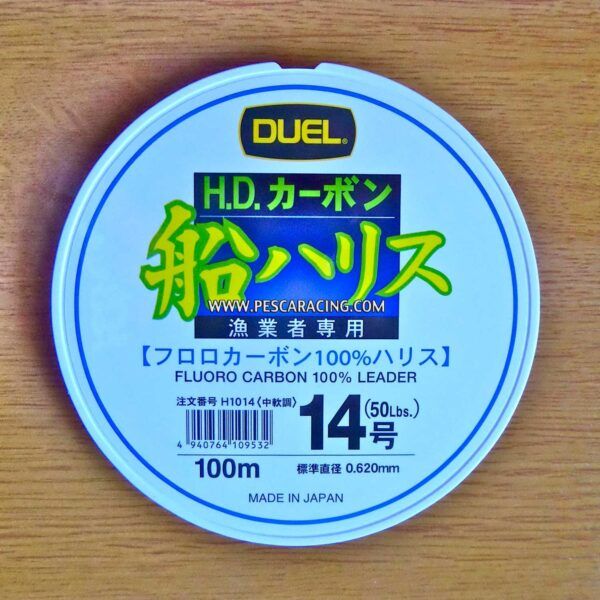 DUEL®
H.D.カーボン
船ハリス
WWW.PESCARACING.COM
漁業者専用
【フロロカーボン100%ハリス】
FLUORO CARBON 100% LEADER
注文番号 H1014〈中軟調〉
14号(50Lbs.)
4 940764 109532
100m
標準直径 0.620mm
MADE IN JAPAN